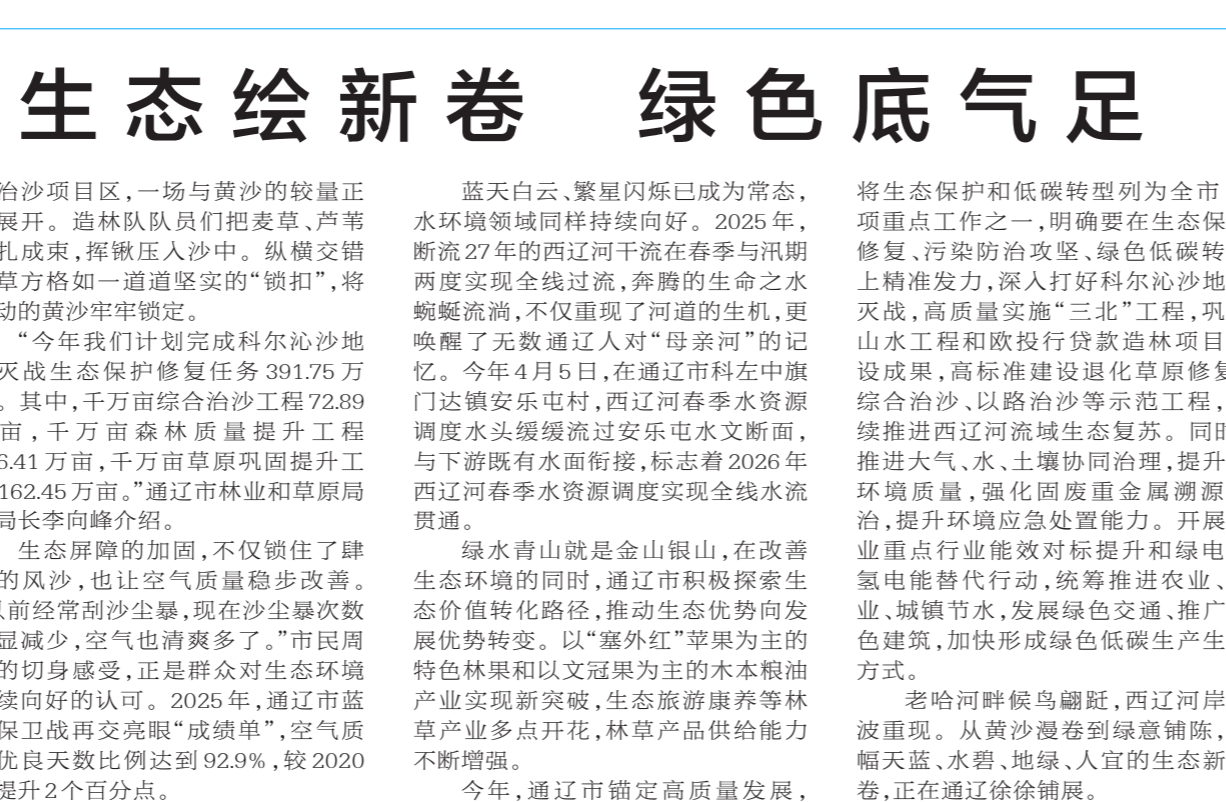 生态绘新卷 绿色底气足
治沙项目区，一场与黄沙的较量正
展开。造林队队员们把麦草、芦苇
扎成束，挥锹压入沙中。纵横交错
草方格如一道道坚实的“锁扣”，将
动的黄沙牢牢锁定。
“今年我们计划完成科尔沁沙地
灭战生态保护修复任务391.75万
。其中，千万亩综合治沙工程72.89
亩，千万亩森林质量提升工程
6.41万亩，千万亩草原巩固提升工
162.45万亩。”通辽市林业和草原局
局长李向峰介绍。
生态屏障的加固，不仅锁住了肆
的风沙，也让空气质量稳步改善。
前经常刮沙尘暴，现在沙尘暴次数
显减少，空气也清爽多了。”市民周
的切身感受，正是群众对生态环境
续向好的认可。2025年，通辽市蓝
保卫战再交亮眼“成绩单”，空气质
优良天数比例达到92.9%，较2020
提升2个百分点。
蓝天白云、繁星闪烁已成为常态，
水环境领域同样持续向好。2025年，
断流27年的西辽河干流在春季与汛期
两度实现全线过流，奔腾的生命之水
蜿蜒流淌，不仅重现了河道的生机，更
唤醒了无数通辽人对“母亲河”的记
忆。今年4月5日，在通辽市科左中旗
门达镇安乐屯村，西辽河春季水资源
调度水头缓缓流过安乐屯水文断面，
与下游既有水面衔接，标志着2026年
西辽河春季水资源调度实现全线水流
贯通。
绿水青山就是金山银山，在改善
生态环境的同时，通辽市积极探索生
态价值转化路径，推动生态优势向发
展优势转变。以“塞外红”苹果为主的
特色林果和以文冠果为主的木本粮油
产业实现新突破，生态旅游康养等林
草产业多点开花，林草产品供给能力
不断增强。
今年，通辽市锚定高质量发展，
将生态保护和低碳转型列为全市
项重点工作之一，明确要在生态保
修复、污染防治攻坚、绿色低碳转
上精准发力，深入打好科尔沁沙地
灭战，高质量实施“三北”工程，巩
山水工程和欧投行贷款造林项目
设成果，高标准建设退化草原修复
综合治沙、以路治沙等示范工程，
续推进西辽河流域生态复苏。同时
推进大气、水、土壤协同治理，提升
环境质量，强化固废重金属溯源
治，提升环境应急处置能力。开展
业重点行业能效对标提升和绿电
氢电能替代行动，统筹推进农业、
业、城镇节水，发展绿色交通、推广
色建筑，加快形成绿色低碳生产生
方式。
老哈河畔候鸟翩跹，西辽河岸
波重现。从黄沙漫卷到绿意铺陈，
幅天蓝、水碧、地绿、人宜的生态新
卷，正在通辽徐徐铺展。